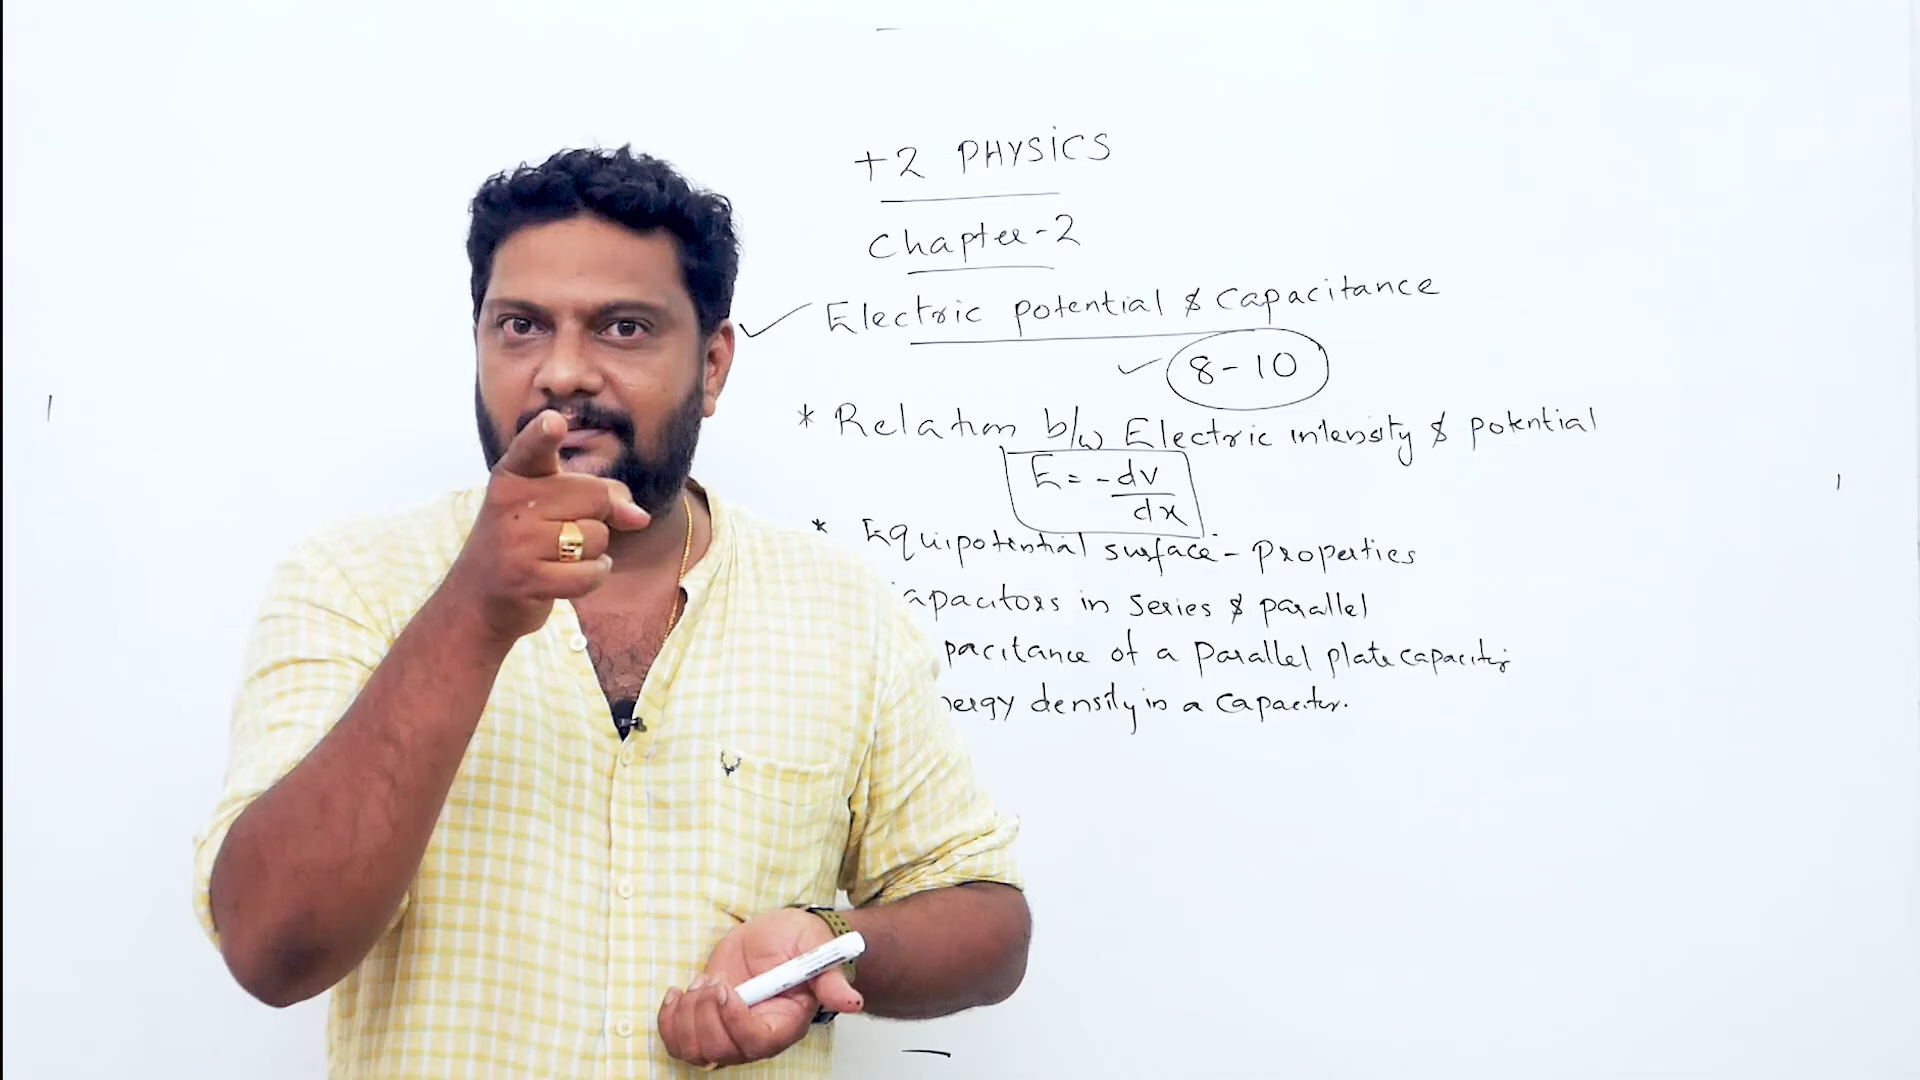 +2 PHYSICS
Chapter-2
Electric potential & Capacitance
8-10
* Relation b/w Electric intensity & potential
E = -dv/dx
* Equipotential surface - Properties
apacitors in series & parallel
pacitance of a Parallel plate capacitor
ergy density in a Capacitor.